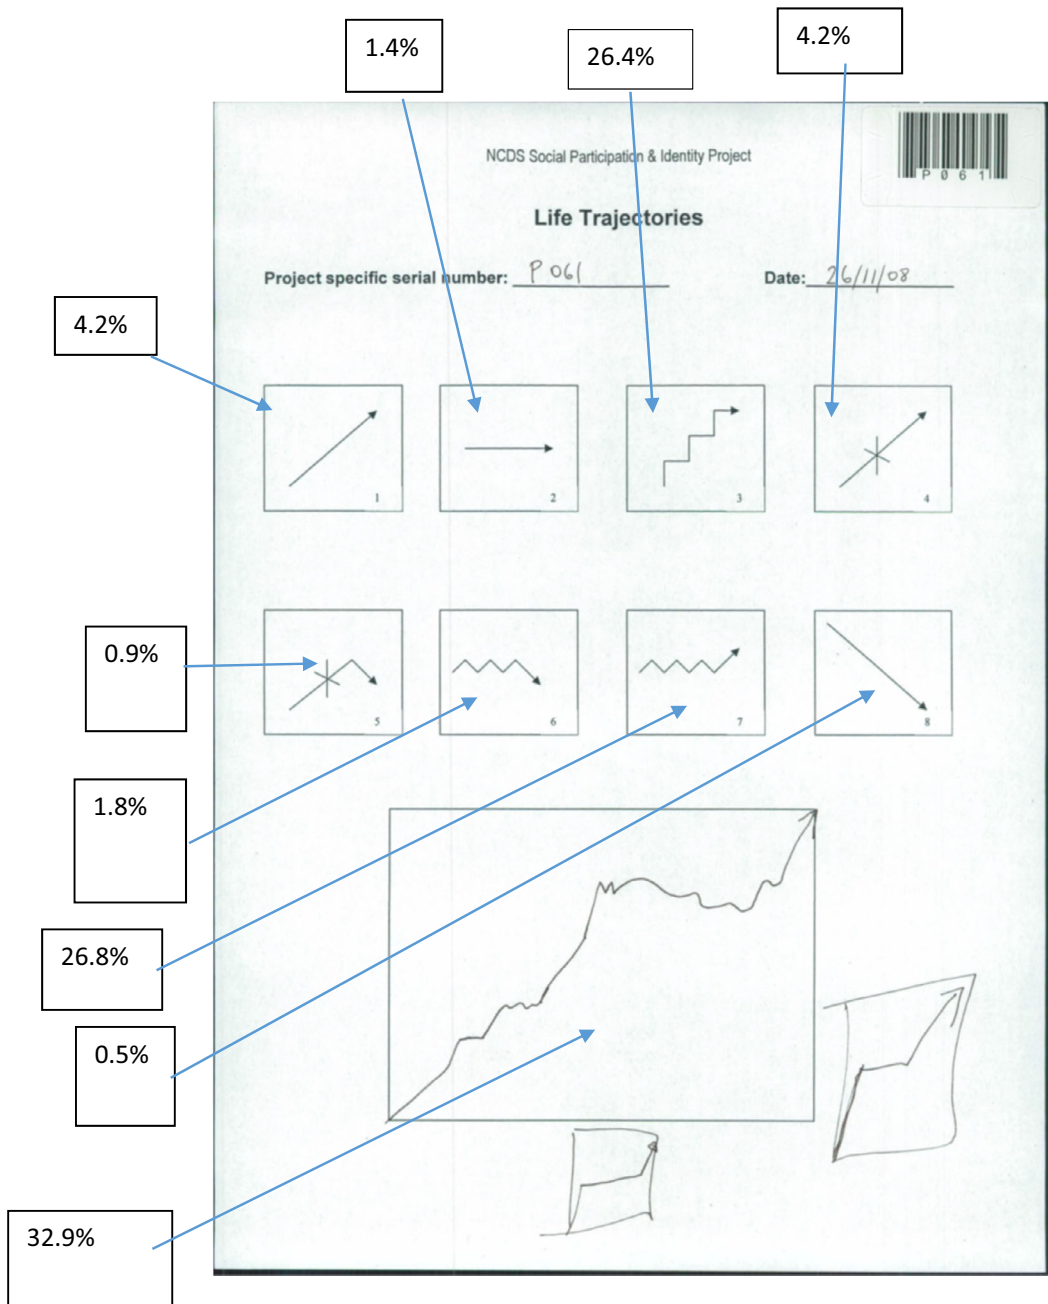 1.4%
26.4%
4.2%
NCDS Social Participation & Identity Project
P 0 6 1
Life Trajectories
Project specific serial number: P 061 Date: 26/11/08
4.2%
1 2 3 4
0.9%
5 6 7 8
1.8%
26.8%
0.5%
32.9%